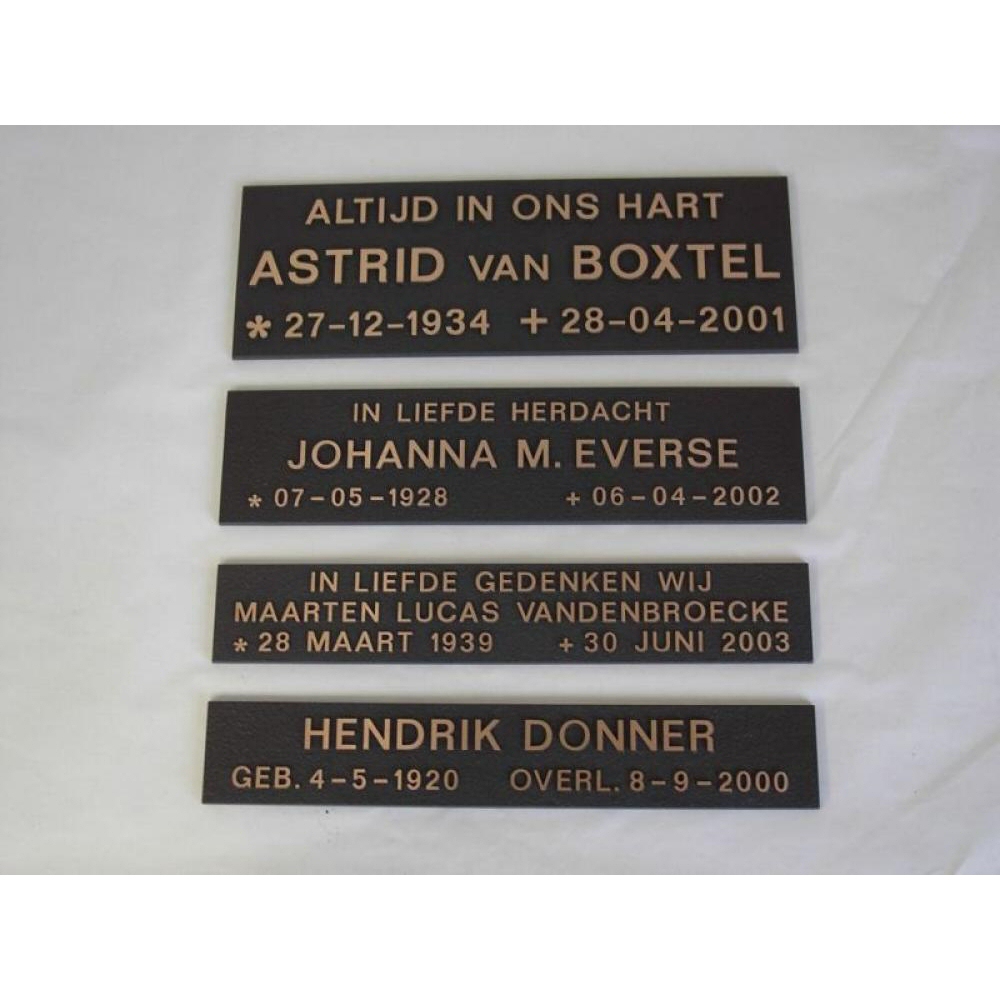 ALTIJD IN ONS HART
ASTRID VAN BOXTEL
* 27-12-1934 + 28-04-2001
IN LIEFDE HERDACHT
JOHANNA M. EVERSE
* 07-05-1928 + 06-04-2002
IN LIEFDE GEDENKEN WIJ
MAARTEN LUCAS VANDENBROECKE
* 28 MAART 1939 + 30 JUNI 2003
HENDRIK DONNER
GEB. 4-5-1920 OVERL. 8-9-2000